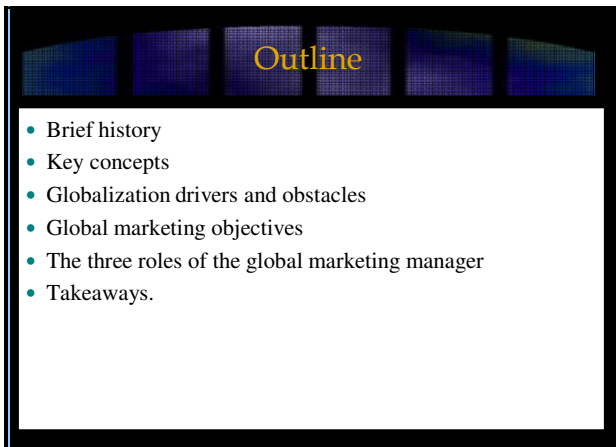 Outline
• Brief history
• Key concepts
• Globalization drivers and obstacles
• Global marketing objectives
• The three roles of the global marketing manager
• Takeaways.